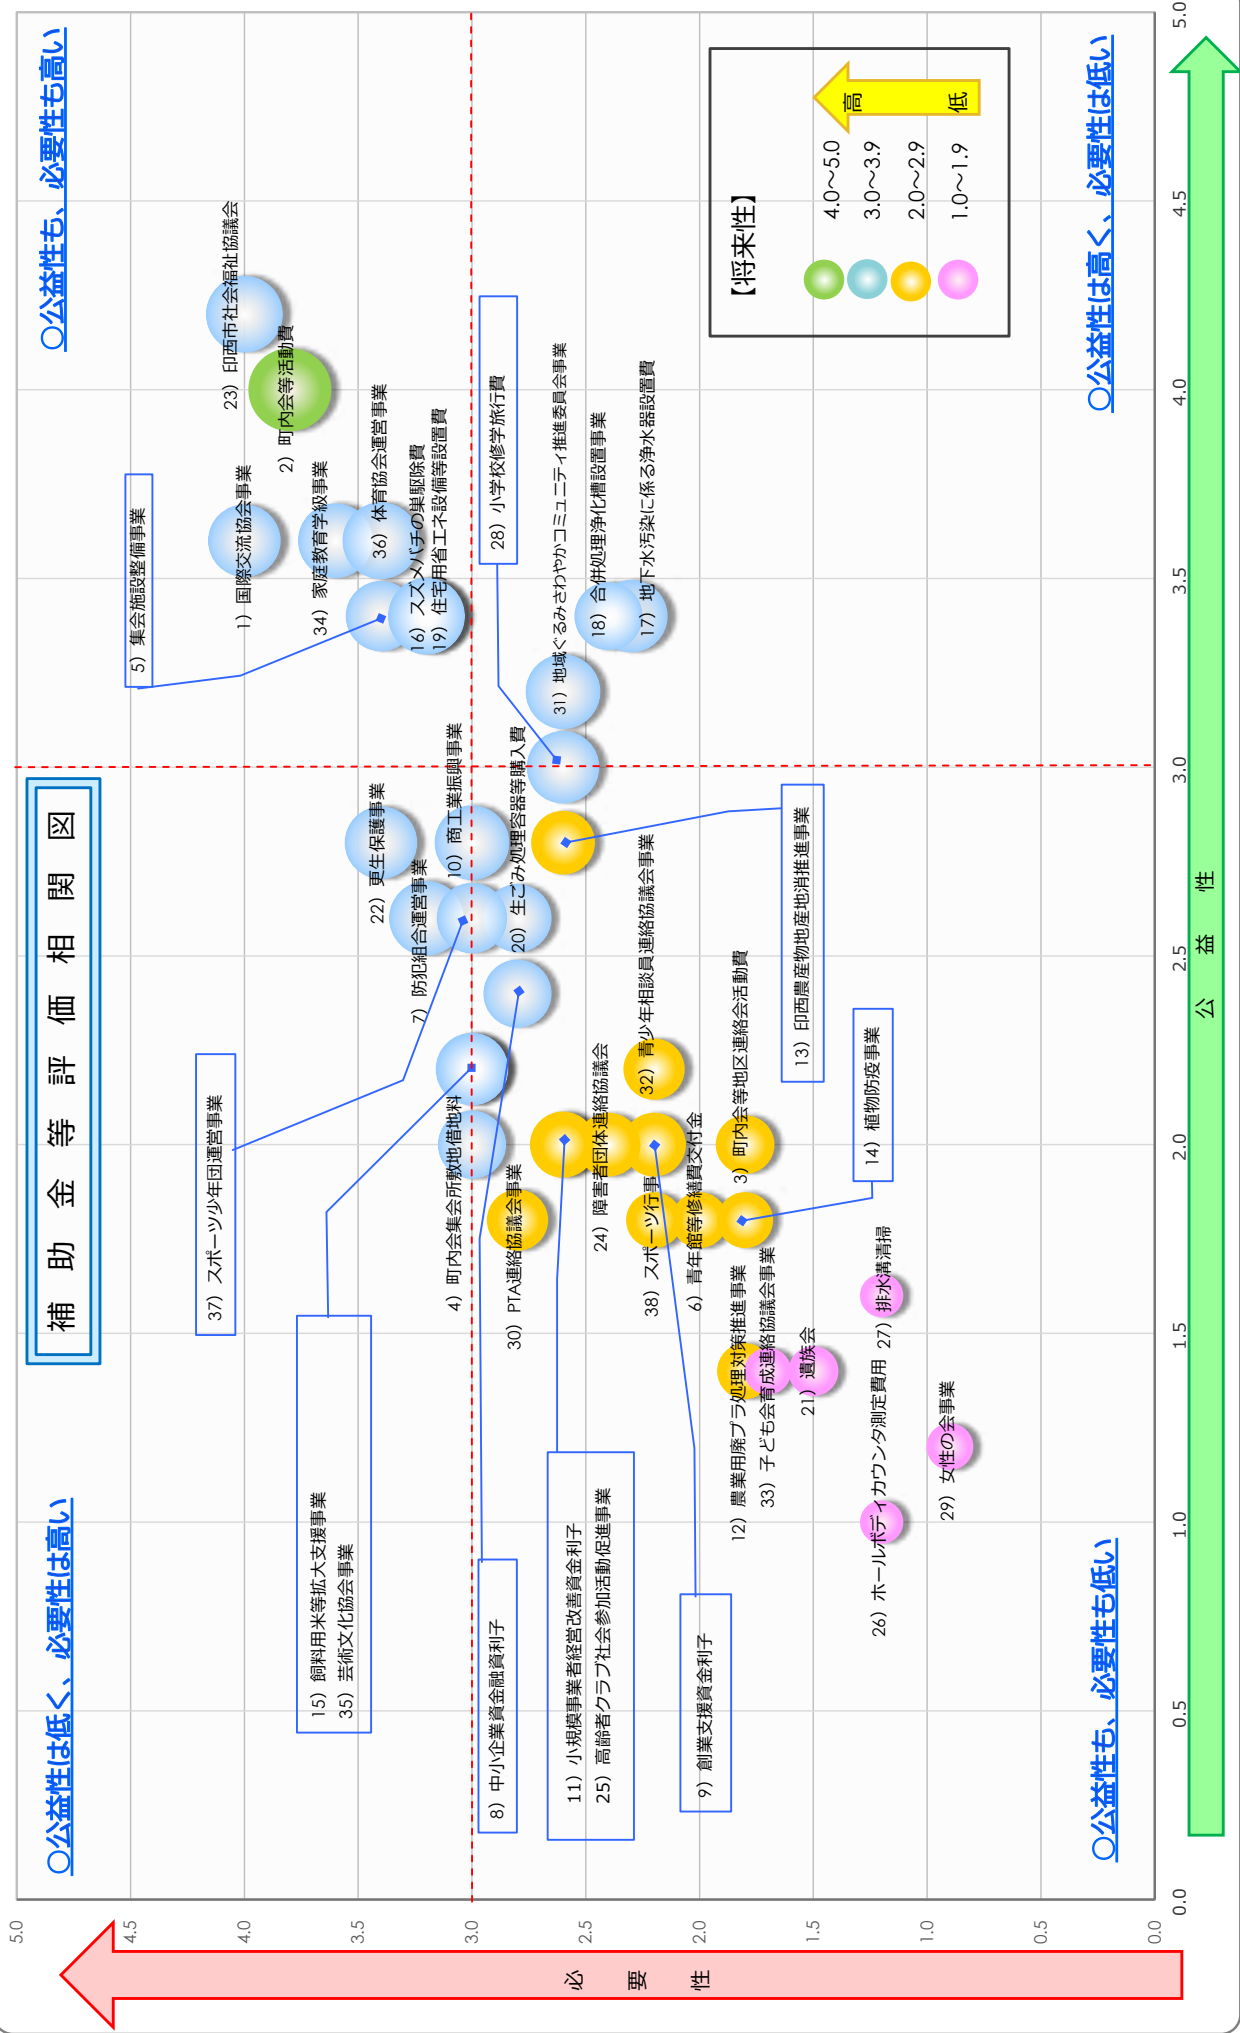 補助金等評価相関図
〇公益性は低く、必要性は高い
〇公益性も、必要性も高い
5）集会施設整備事業
37）スポーツ少年団運営事業
23）印西市社会福祉協議会
1）国際交流協会事業
2）町内会等活動費
15）飼料用米等拡大支援事業
35）芸術文化協会事業
34）家庭教育学級事業
22）更生保護事業
36）体育協会運営事業
7）防犯組合運営事業
16）スズメバチの巣駆除費
19）住宅用省エネ設備等設置費
4）町内会集会所敷地借地料
10）商工業振興事業
8）中小企業資金融資利子
28）小学校修学旅行費
30）PTA連絡協議会事業
20）生ごみ処理容器等購入費
31）地域ぐるみさわやかコミュニティ推進委員会事業
11）小規模事業者経営改善資金利子
25）高齢者クラブ社会参加活動促進事業
24）障害者団体連絡協議会
18）合併処理浄化槽設置事業
38）スポーツ行事
32）青少年相談員連絡協議会事業
17）地下水汚染に係る浄水器設置費
9）創業支援資金利子
6）青年館等修繕費交付金
12）農業用廃プラ処理対策推進事業
3）町内会等地区連絡会活動費
33）子ども会育成連絡協議会事業
21）遺族会
13）印西農産物地産地消推進事業
14）植物防疫事業
26）ホールボディカウンタ測定費用
27）排水溝清掃
29）女性の会事業
【将来性】
4.0～5.0
3.0～3.9
2.0～2.9
1.0～1.9
高
低
〇公益性も、必要性も低い
〇公益性は高く、必要性は低い
5.0
4.5
4.0
3.5
3.0
2.5
2.0
1.5
1.0
0.5
0.0
必要性
0.0
0.5
1.0
1.5
2.0
2.5
3.0
3.5
4.0
4.5
5.0
公益性